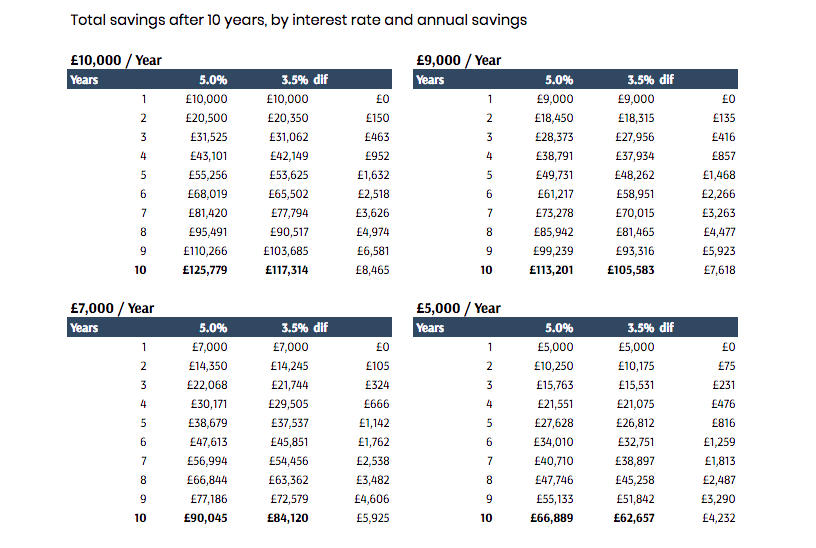 Total savings after 10 years, by interest rate and annual savings
£10,000 / Year
Years 5.0% 3.5% dif
1 £10,000 £10,000 £0
2 £20,500 £20,350 £150
3 £31,525 £31,062 £463
4 £43,101 £42,149 £952
5 £55,256 £53,625 £1,632
6 £68,019 £65,502 £2,518
7 £81,420 £77,794 £3,626
8 £95,491 £90,517 £4,974
9 £110,266 £103,685 £6,581
10 £125,779 £117,314 £8,465
£9,000 / Year
Years 5.0% 3.5% dif
1 £9,000 £9,000 £0
2 £18,450 £18,315 £135
3 £28,373 £27,956 £416
4 £38,791 £37,934 £857
5 £49,731 £48,262 £1,468
6 £61,217 £58,951 £2,266
7 £73,278 £70,015 £3,263
8 £85,942 £81,465 £4,477
9 £99,239 £93,316 £5,923
10 £113,201 £105,583 £7,618
£7,000 / Year
Years 5.0% 3.5% dif
1 £7,000 £7,000 £0
2 £14,350 £14,245 £105
3 £22,068 £21,744 £324
4 £30,171 £29,505 £666
5 £38,679 £37,537 £1,142
6 £47,613 £45,851 £1,762
7 £56,994 £54,456 £2,538
8 £66,844 £63,362 £3,482
9 £77,186 £72,579 £4,606
10 £90,045 £84,120 £5,925
£5,000 / Year
Years 5.0% 3.5% dif
1 £5,000 £5,000 £0
2 £10,250 £10,175 £75
3 £15,763 £15,531 £231
4 £21,551 £21,075 £476
5 £27,628 £26,812 £816
6 £34,010 £32,751 £1,259
7 £40,710 £38,897 £1,813
8 £47,746 £45,258 £2,487
9 £55,133 £51,842 £3,290
10 £66,889 £62,657 £4,232